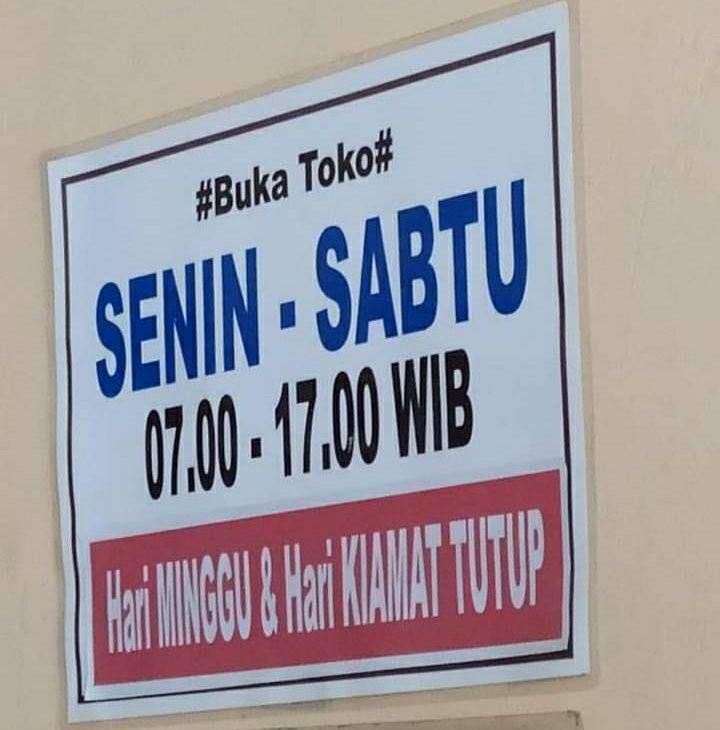 #Buka Toko#
SENIN - SABTU
07.00 - 17.00 WIB
Hari MINGGU & Hari KIAMAT TUTUP